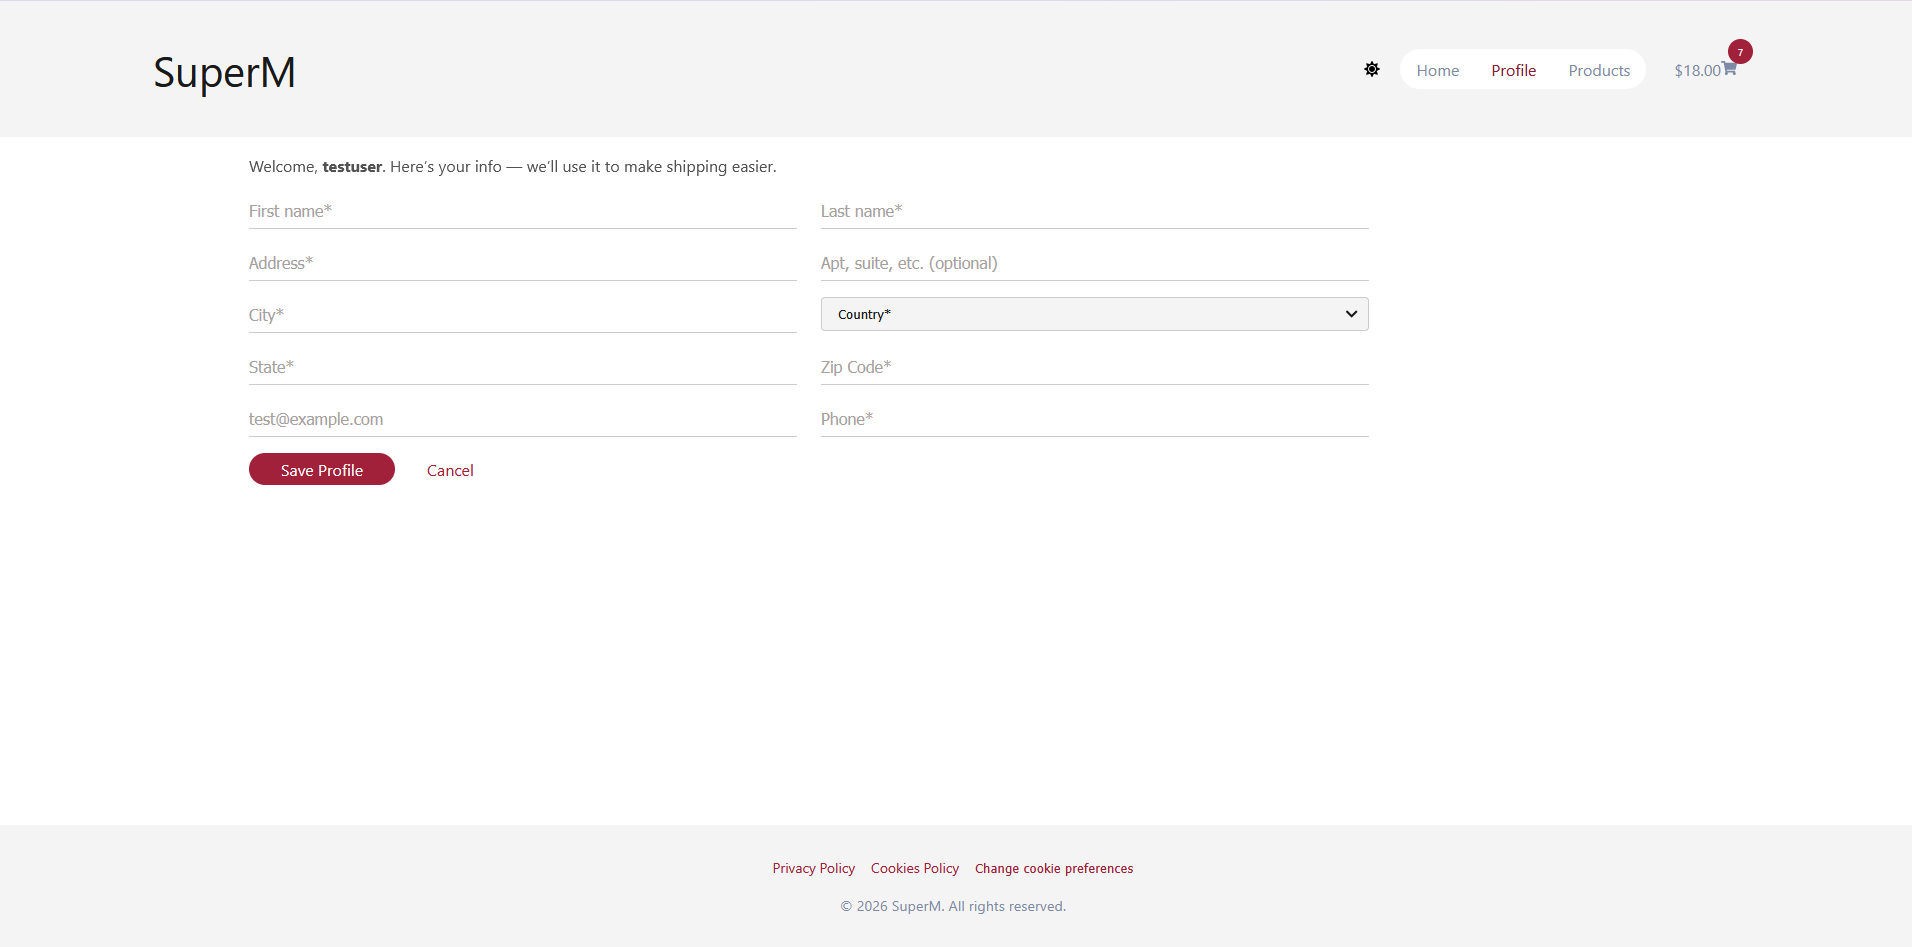 SuperM
Home Profile Products $18.00 7
Welcome, testuser. Here’s your info — we’ll use it to make shipping easier.
First name* Last name*
Address* Apt, suite, etc. (optional)
City* Country*
State* Zip Code*
test@example.com Phone*
Save Profile Cancel
Privacy Policy Cookies Policy Change cookie preferences
© 2026 SuperM. All rights reserved.